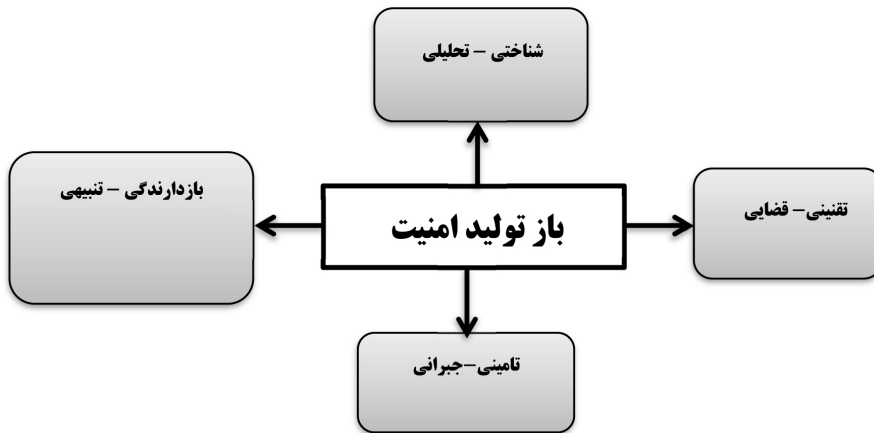 شناختی – تحلیلی
بازدارندگی – تنبیهی
تقنینی– قضایی
باز تولید امنیت
تامینی–جبرانی